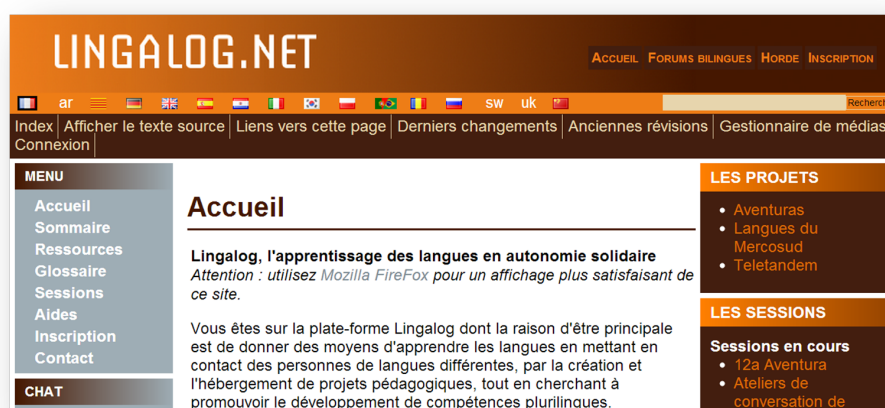 LINGALOG.NET
Accueil Forums bilingues Horde Inscription
ar sw uk
Index Afficher le texte source Liens vers cette page Derniers changements Anciennes révisions Gestionnaire de médias
Connexion
MENU
Accueil
Sommaire
Ressources
Glossaire
Sessions
Aides
Inscription
Contact
CHAT
Accueil
Lingalog, l'apprentissage des langues en autonomie solidaire
Attention : utilisez Mozilla FireFox pour un affichage plus satisfaisant de
ce site.
Vous êtes sur la plate-forme Lingalog dont la raison d'être principale
est de donner des moyens d'apprendre les langues en mettant en
contact des personnes de langues différentes, par la création et
l'hébergement de projets pédagogiques, tout en cherchant à
promouvoir le développement de compétences plurilingues.
LES PROJETS
Aventuras
Langues du
Mercosud
Teletandem
LES SESSIONS
Sessions en cours
12a Aventura
Ateliers de
conversation de